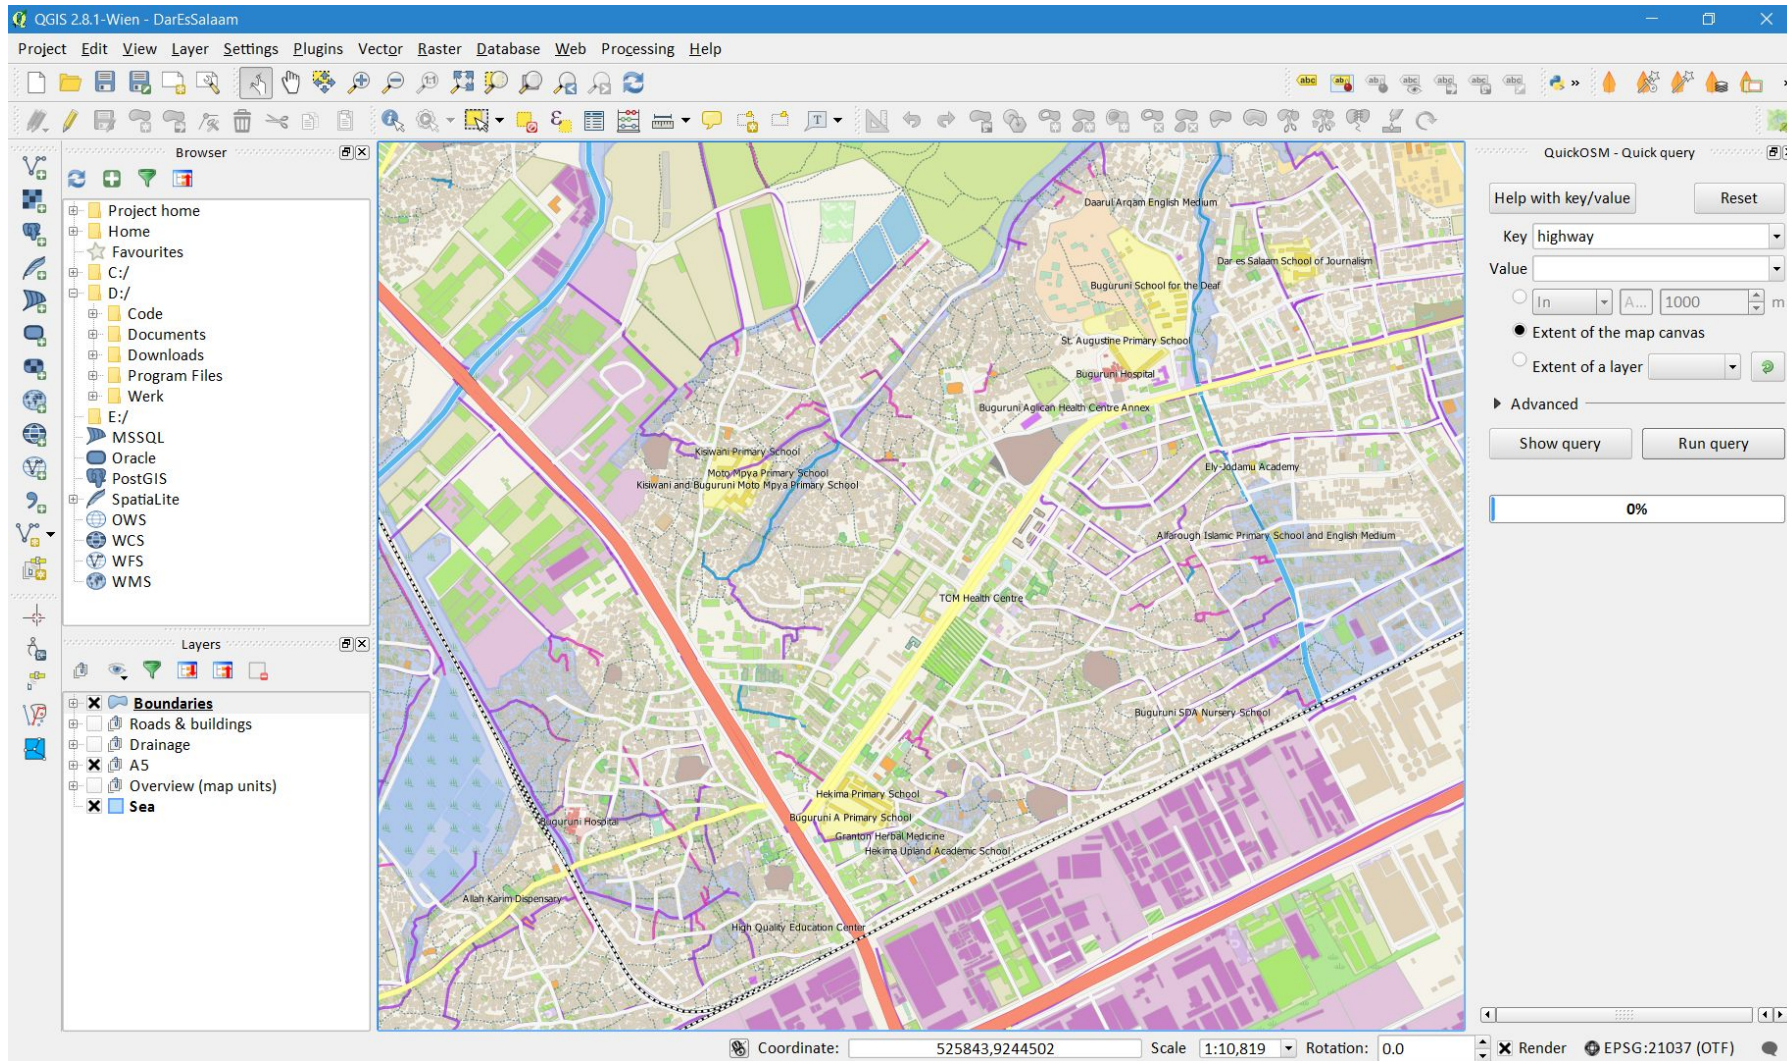 QGIS 2.8.1-Wien - DarEsSalaam
Project Edit View Layer Settings Plugins Vector Raster Database Web Processing Help
Browser
Project home
Home
Favourites
C:/
D:/
Code
Documents
Downloads
Program Files
Werk
E:/
MSSQL
Oracle
PostGIS
SpatiaLite
OWS
WCS
WFS
WMS
Layers
Boundaries
Roads & buildings
Drainage
A5
Overview (map units)
Sea
Daarul Arqam English Medium
Dar es Salaam School of Journalism
Buguruni School for the Deaf
St. Augustine Primary School
Buguruni Hospital
Buguruni Aglican Health Centre Annex
Kisiwani Primary School
Moto Mpya Primary School
Kisiwani and Buguruni Moto Mpya Primary School
Ely-Jodamu Academy
Alfarough Islamic Primary School and English Medium
TCM Health Centre
Buguruni SDA Nursery School
Hekima Primary School
Buguruni A Primary School
Buguruni Hospital
Granton Herbal Medicine
Hekima Upland Academic School
Allah Karim Dispensary
High Quality Education Center
QuickOSM - Quick query
Help with key/value Reset
Key highway
Value
In A... 1000 m
Extent of the map canvas
Extent of a layer
Advanced
Show query Run query
0%
Coordinate: 525843,9244502 Scale 1:10,819 Rotation: 0.0 Render EPSG:21037 (OTF)